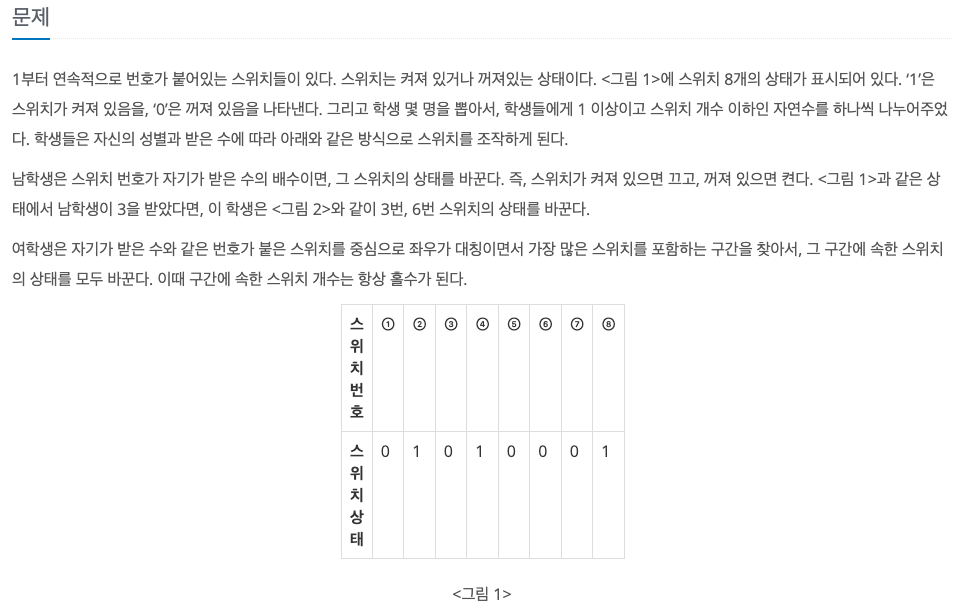 문제
1부터 연속적으로 번호가 붙어있는 스위치들이 있다. 스위치는 켜져 있거나 꺼져있는 상태이다. <그림 1>에 스위치 8개의 상태가 표시되어 있다. ‘1’은
스위치가 켜져 있음을, ‘0’은 꺼져 있음을 나타낸다. 그리고 학생 몇 명을 뽑아서, 학생들에게 1 이상이고 스위치 개수 이하인 자연수를 하나씩 나누어주었
다. 학생들은 자신의 성별과 받은 수에 따라 아래와 같은 방식으로 스위치를 조작하게 된다.
남학생은 스위치 번호가 자기가 받은 수의 배수이면, 그 스위치의 상태를 바꾼다. 즉, 스위치가 켜져 있으면 끄고, 꺼져 있으면 켠다. <그림 1>과 같은 상
태에서 남학생이 3을 받았다면, 이 학생은 <그림 2>와 같이 3번, 6번 스위치의 상태를 바꾼다.
여학생은 자기가 받은 수와 같은 번호가 붙은 스위치를 중심으로 좌우가 대칭이면서 가장 많은 스위치를 포함하는 구간을 찾아서, 그 구간에 속한 스위치
의 상태를 모두 바꾼다. 이때 구간에 속한 스위치 개수는 항상 홀수가 된다.
스 ① ② ③ ④ ⑤ ⑥ ⑦ ⑧
위
치
번
호
스 0 1 0 1 0 0 0 1
위
치
상
태
<그림 1>